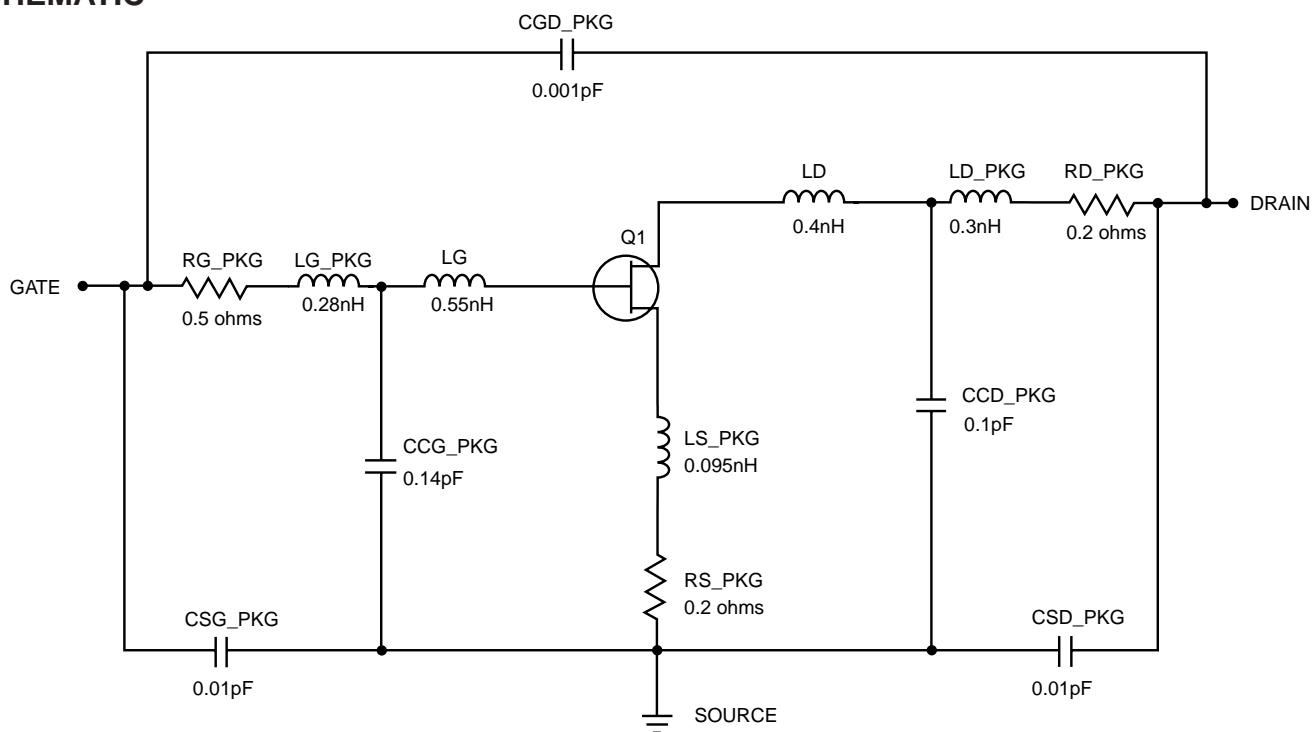 HEMATIC
CGD_PKG
0.001pF
LD
LD_PKG
RD_PKG
DRAIN
0.4nH
0.3nH
0.2 ohms
Q1
RG_PKG
LG_PKG
LG
GATE
0.5 ohms
0.28nH
0.55nH
CCD_PKG
0.1pF
LS_PKG
0.095nH
CCG_PKG
0.14pF
RS_PKG
0.2 ohms
CSG_PKG
CSD_PKG
0.01pF
0.01pF
SOURCE